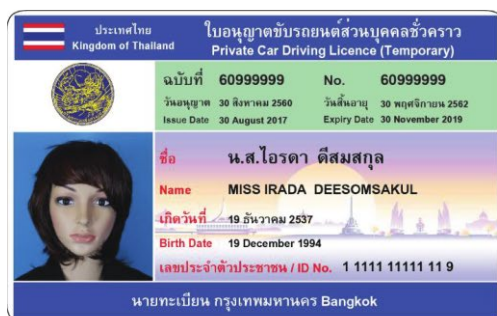 ประเทศไทย
Kingdom of Thailand
ใบอนุญาตขับรถยนต์ส่วนบุคคลชั่วคราว
Private Car Driving Licence (Temporary)
ฉบับที่ 60999999 No. 60999999
วันอนุญาต 30 สิงหาคม 2560 วันสิ้นอายุ 30 พฤศจิกายน 2562
Issue Date 30 August 2017 Expiry Date 30 November 2019
ชื่อ น.ส.ไอรดา ดีสมสกุล
Name MISS IRADA DEESOMSAKUL
เกิดวันที่ 19 ธันวาคม 2537
Birth Date 19 December 1994
เลขประจำตัวประชาชน / ID No. 1 1111 11111 11 9
นายทะเบียน กรุงเทพมหานคร Bangkok